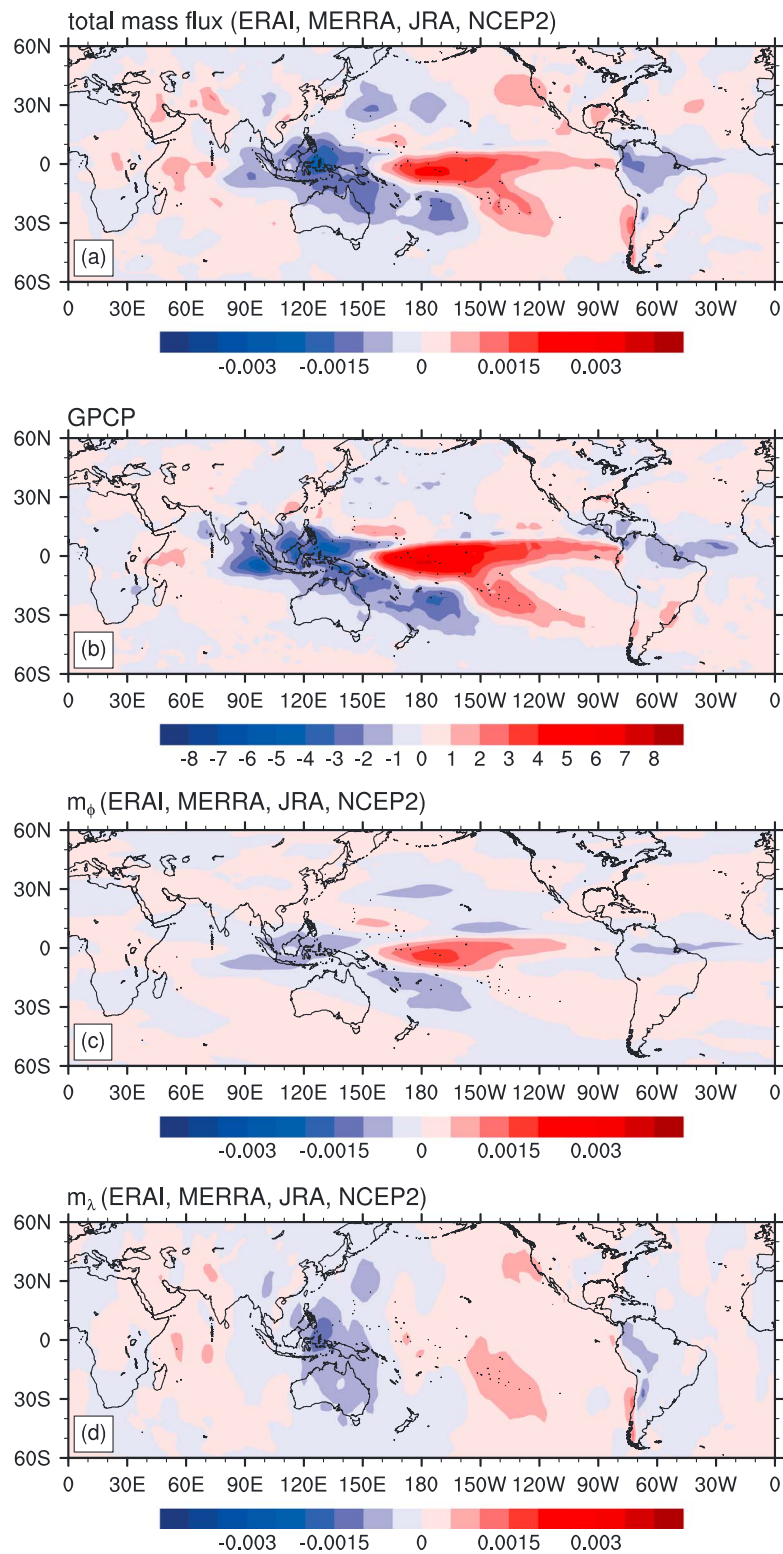 total mass flux (ERAI, MERRA, JRA, NCEP2)
60N
30N
0
30S
60S
(a)
0 30E 60E 90E 120E 150E 180 150W 120W 90W 60W 30W 0
-0.003 -0.0015 0 0.0015 0.003
GPCP
60N
30N
0
30S
60S
(b)
0 30E 60E 90E 120E 150E 180 150W 120W 90W 60W 30W 0
-8 -7 -6 -5 -4 -3 -2 -1 0 1 2 3 4 5 6 7 8
mϕ (ERAI, MERRA, JRA, NCEP2)
60N
30N
0
30S
60S
(c)
0 30E 60E 90E 120E 150E 180 150W 120W 90W 60W 30W 0
-0.003 -0.0015 0 0.0015 0.003
mλ (ERAI, MERRA, JRA, NCEP2)
60N
30N
0
30S
60S
(d)
0 30E 60E 90E 120E 150E 180 150W 120W 90W 60W 30W 0
-0.003 -0.0015 0 0.0015 0.003